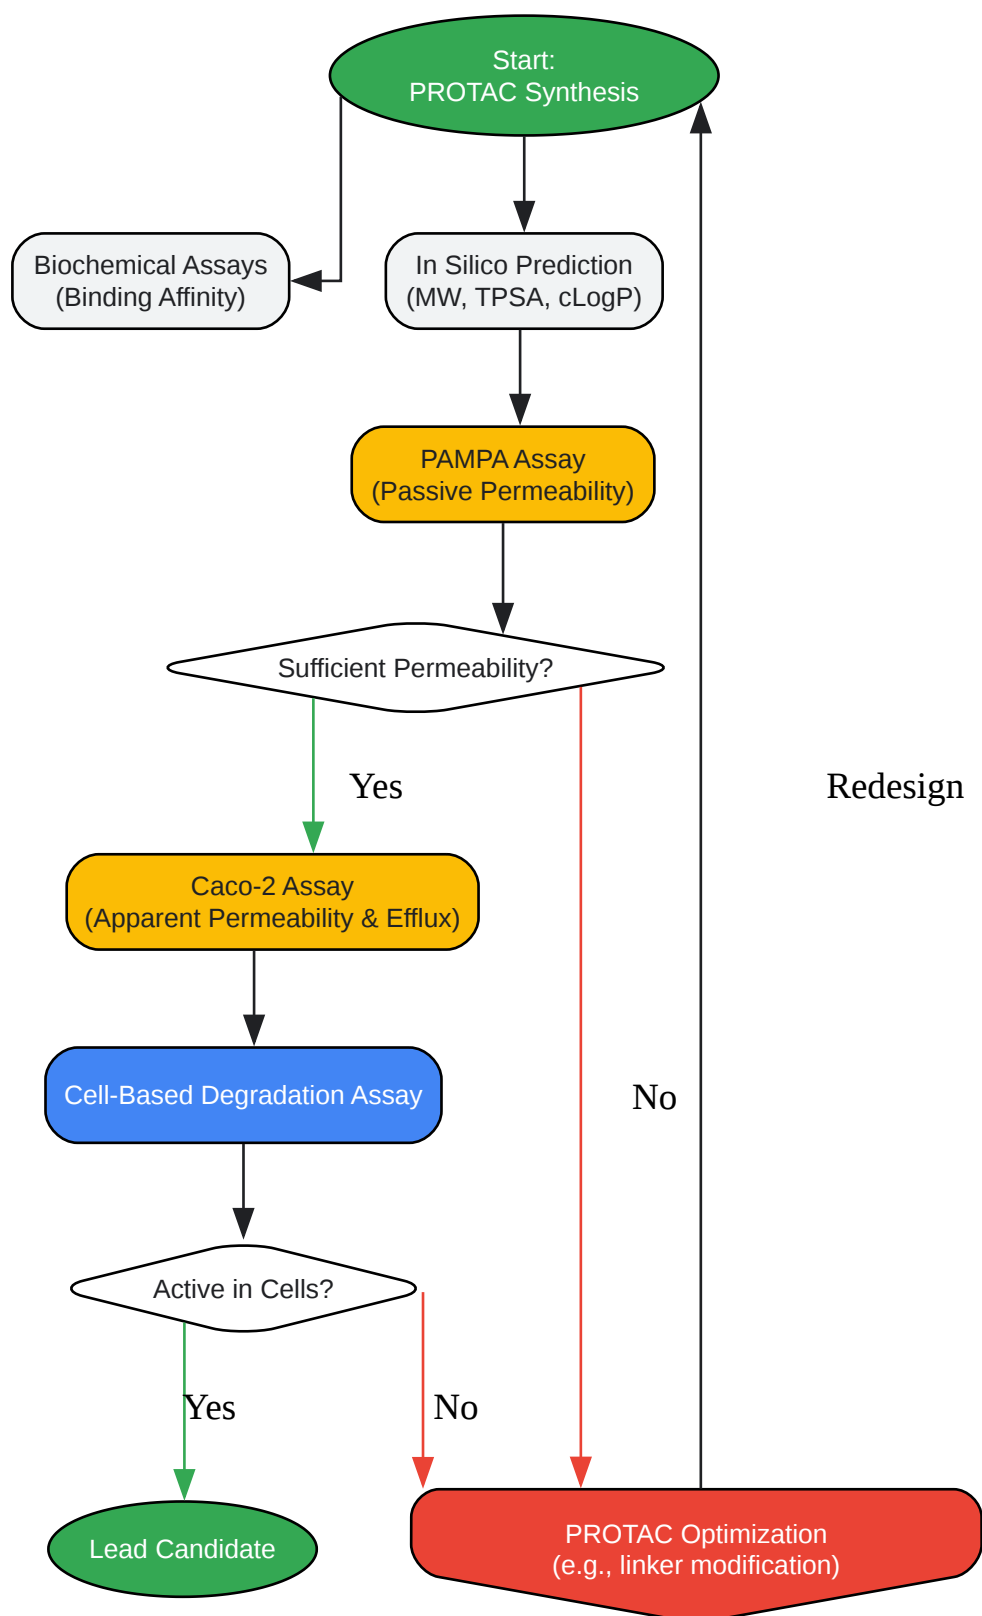 Start:
PROTAC Synthesis
Biochemical Assays
(Binding Affinity)
In Silico Prediction
(MW, TPSA, cLogP)
PAMPA Assay
(Passive Permeability)
Sufficient Permeability?
Yes
Redesign
Caco-2 Assay
(Apparent Permeability & Efflux)
Cell-Based Degradation Assay
No
Active in Cells?
Yes
No
Lead Candidate
PROTAC Optimization
(e.g., linker modification)